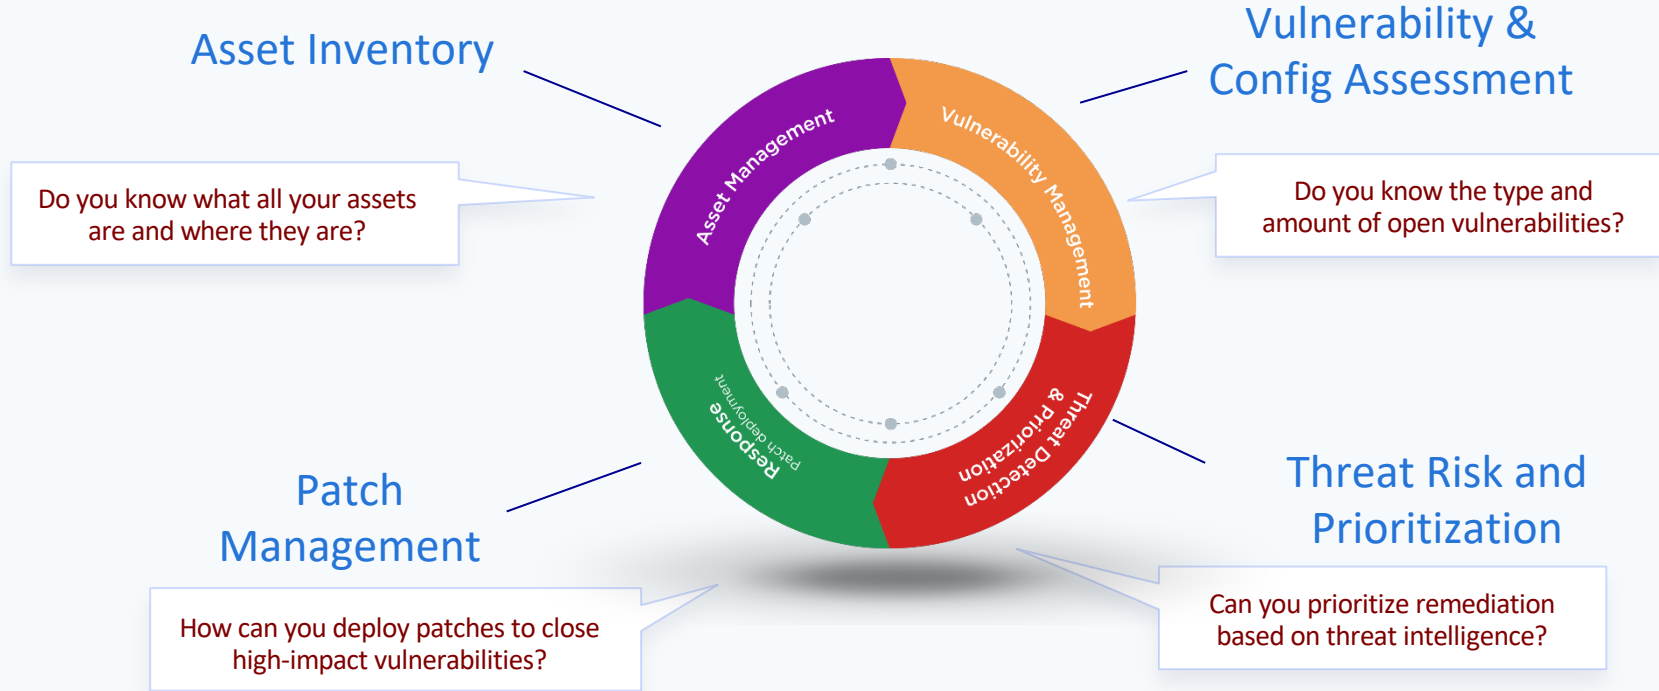 Asset Inventory
Vulnerability &
Config Assessment
Asset Management
Vulnerability Management
Do you know what all your assets
are and where they are?
Do you know the type and
amount of open vulnerabilities?
Response
Patch deployment
Threat Detection
& Priorization
Patch
Management
Threat Risk and
Prioritization
How can you deploy patches to close
high-impact vulnerabilities?
Can you prioritize remediation
based on threat intelligence?